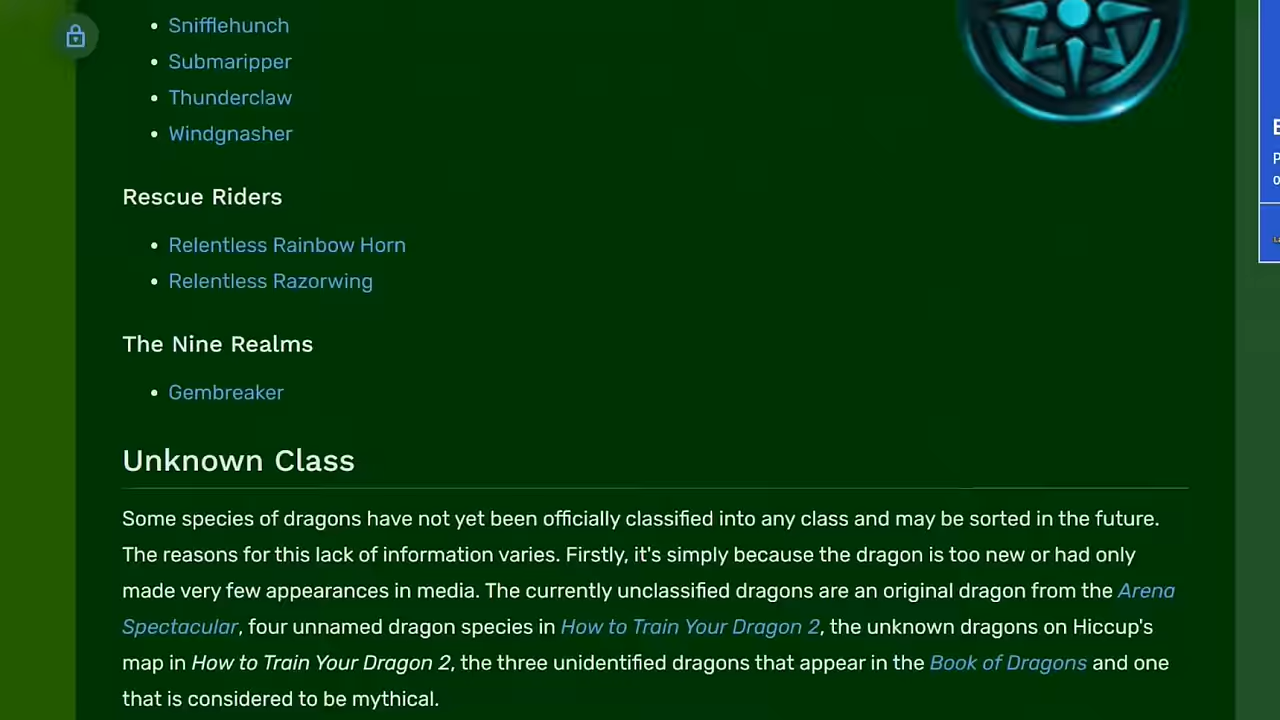 Snifflehunch
Submaripper
Thunderclaw
Windgnasher
Rescue Riders
Relentless Rainbow Horn
Relentless Razorwing
The Nine Realms
Gembreaker
Unknown Class
Some species of dragons have not yet been officially classified into any class and may be sorted in the future.
The reasons for this lack of information varies. Firstly, it's simply because the dragon is too new or had only
made very few appearances in media. The currently unclassified dragons are an original dragon from the Arena
Spectacular, four unnamed dragon species in How to Train Your Dragon 2, the unknown dragons on Hiccup's
map in How to Train Your Dragon 2, the three unidentified dragons that appear in the Book of Dragons and one
that is considered to be mythical.